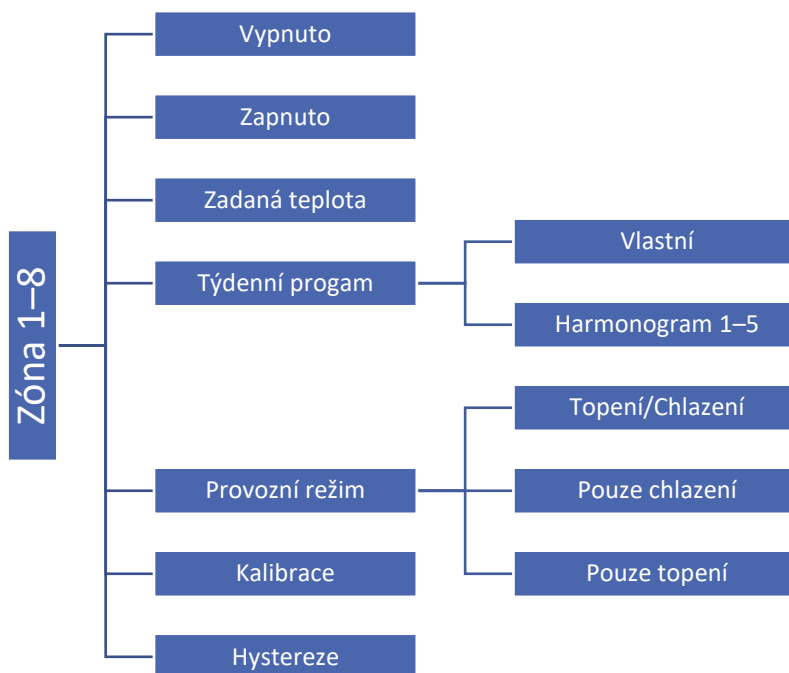 Zóna 1–8
Vypnuto
Zapnuto
Zadaná teplota
Týdenní progam
Vlastní
Harmonogram 1–5
Provozní režim
Topení/Chlazení
Pouze chlazení
Pouze topení
Kalibrace
Hystereze